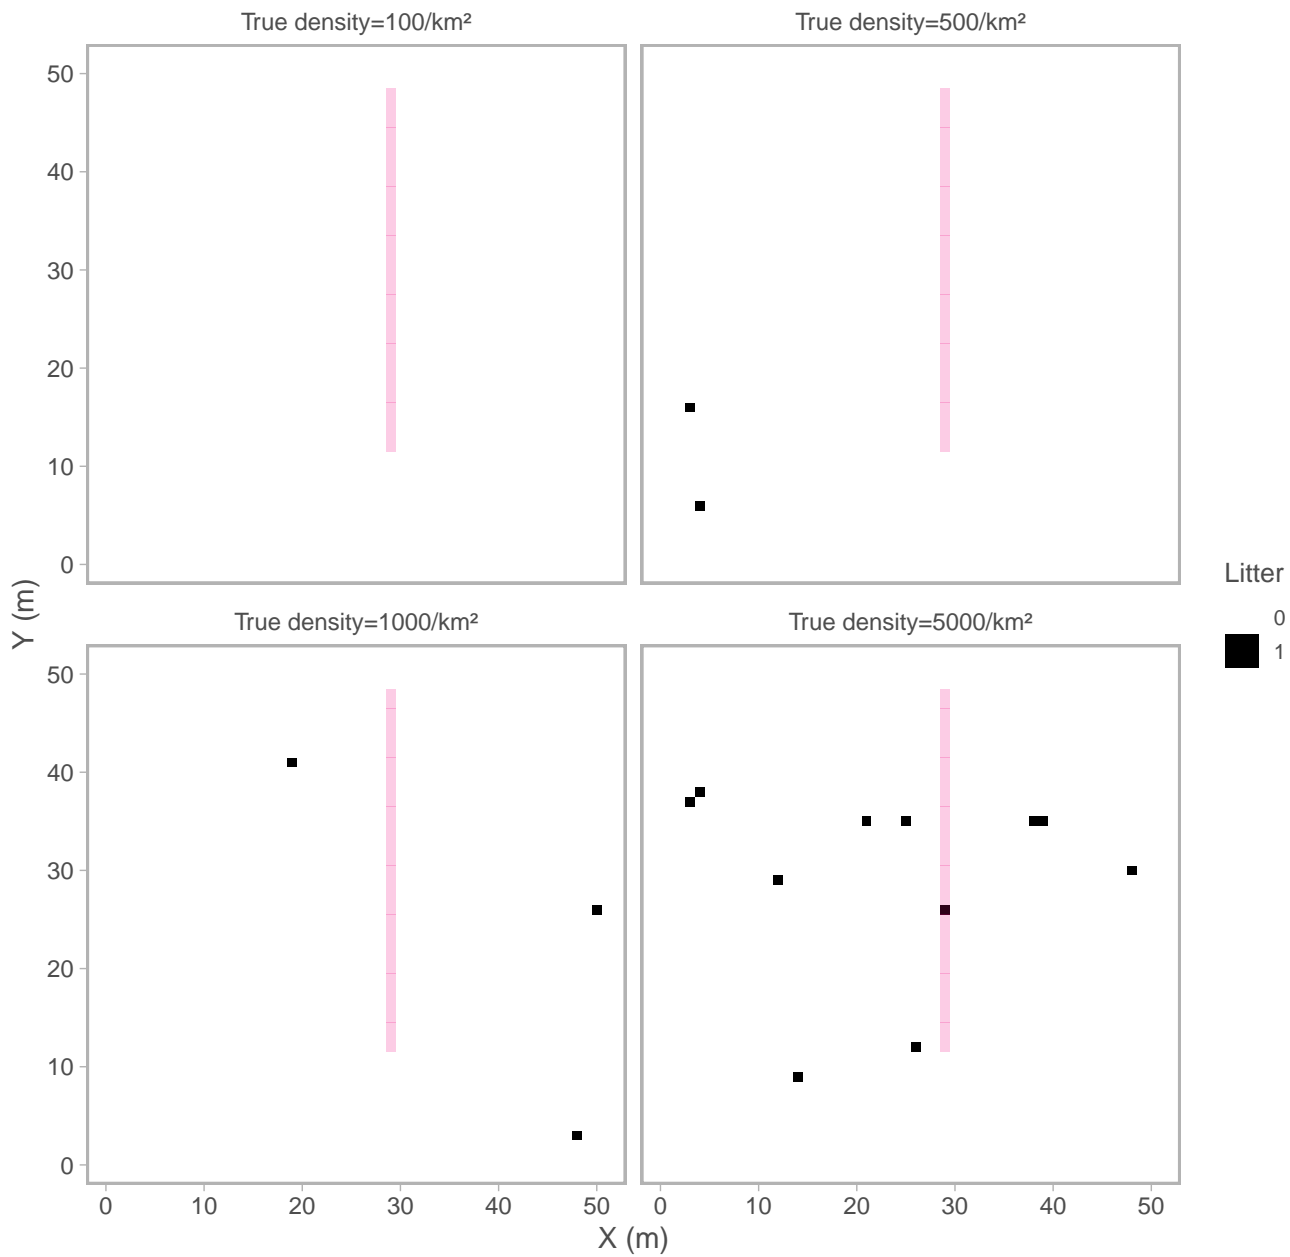 True density=100/km²
True density=500/km²
50
40
30
20
10
0
True density=1000/km²
True density=5000/km²
50
40
30
20
10
0
0 10 20 30 40 50
0 10 20 30 40 50
X (m)
Y (m)
Litter
0
1